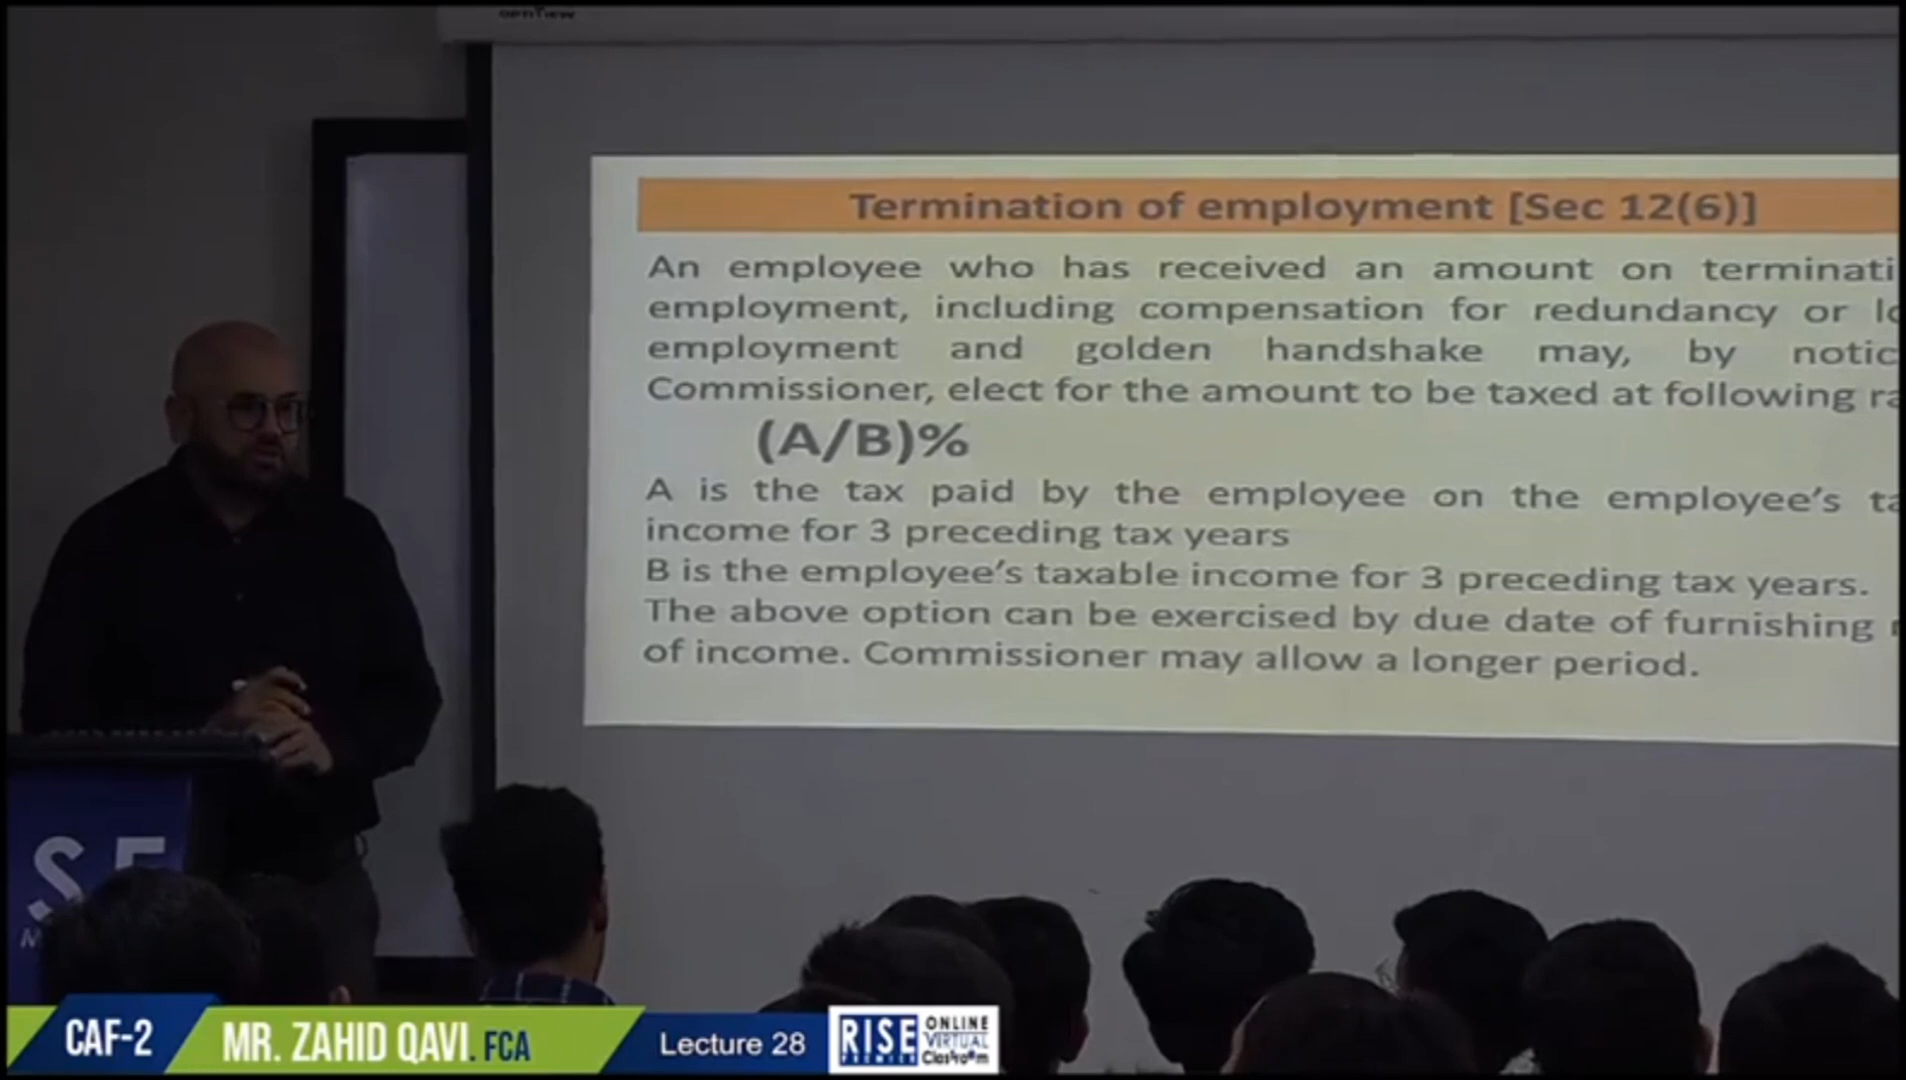 Termination of employment [Sec 12(6)]
An employee who has received an amount on terminati
employment, including compensation for redundancy or lo
employment and golden handshake may, by notic
Commissioner, elect for the amount to be taxed at following ra
(A/B)%
A is the tax paid by the employee on the employee's ta
income for 3 preceding tax years
B is the employee's taxable income for 3 preceding tax years.
The above option can be exercised by due date of furnishing r
of income. Commissioner may allow a longer period.
S E
CAF-2
MR. ZAHID QAVI. FCA
Lecture 28
RISE
PREMIER
ONLINE
VIRTUAL
Classroom